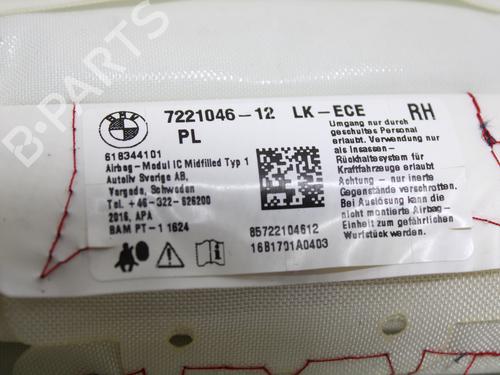 B-PARTS
BMW
7221046-12 LK-ECE RH
PL
618344101
Airbag-Modul IC Midfilled Typ 1
Autoliv Sverige AB,
Vargada, Schweden
Tel. +46-322-626200
2016, APA
BAM PT-1 1624
Umgang nur durch
geschultes Personal
erlaubt. Verwendung nur
als Insassen-
Rückhaltesystem für
Kraftfahrzeuge erlaubt
Achtung - nur inerte
Gegenstände verschrotten.
Bei Auslösung kann die
nicht montierte Airbag-
Einheit zum gefährlichen
Wurfstück werden.
85722104612
16B1701A0403